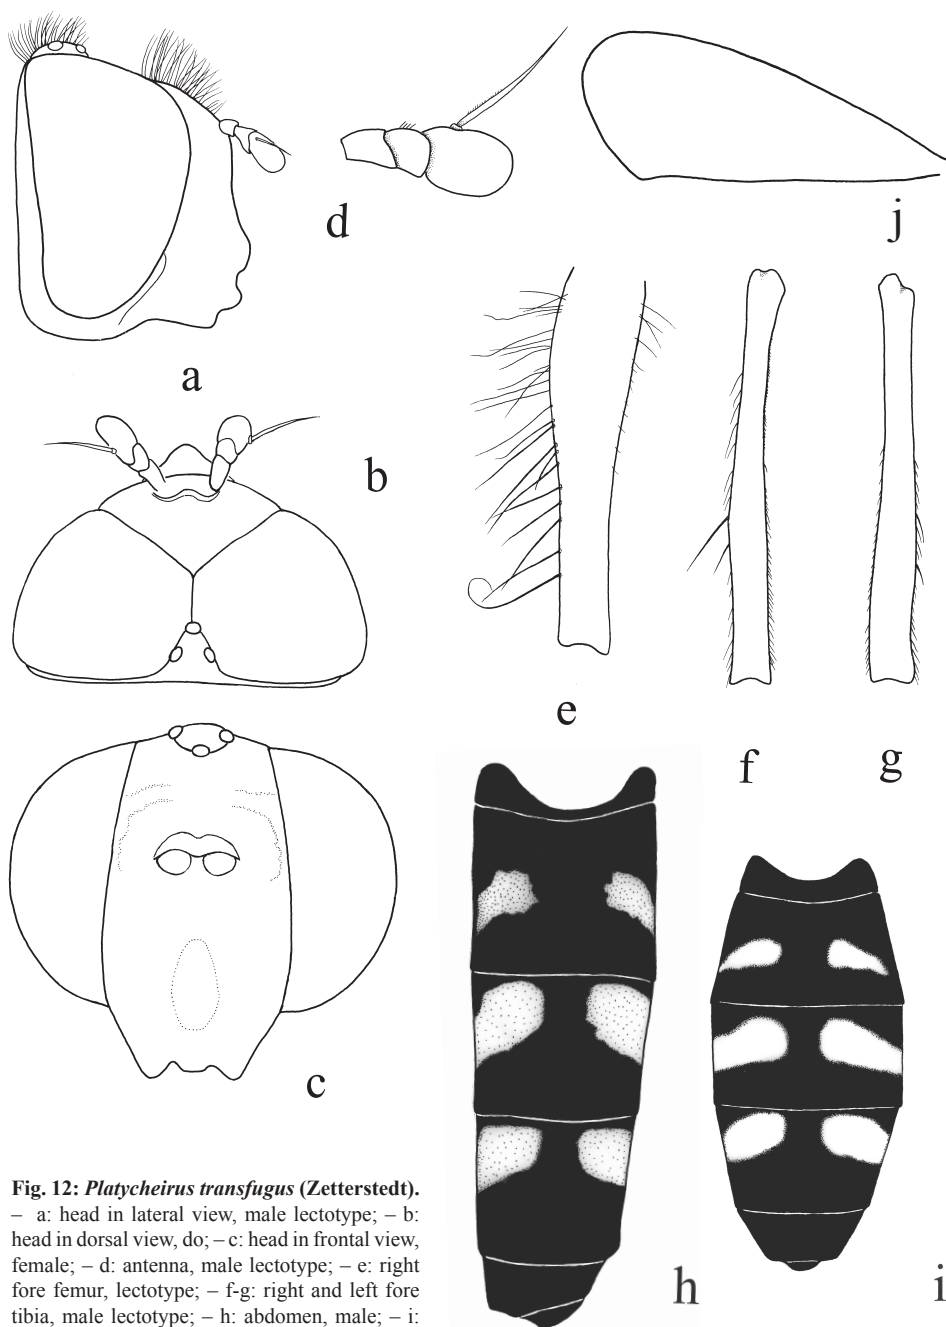 d
j
a
b
e
f
g
c
h
i
Fig. 12: Platycheirus transfugus (Zetterstedt).
– a: head in lateral view, male lectotype; – b:
head in dorsal view, do; – c: head in frontal view,
female; – d: antenna, male lectotype; – e: right
fore femur, lectotype; – f-g: right and left fore
tibia, male lectotype; – h: abdomen, male; – i: